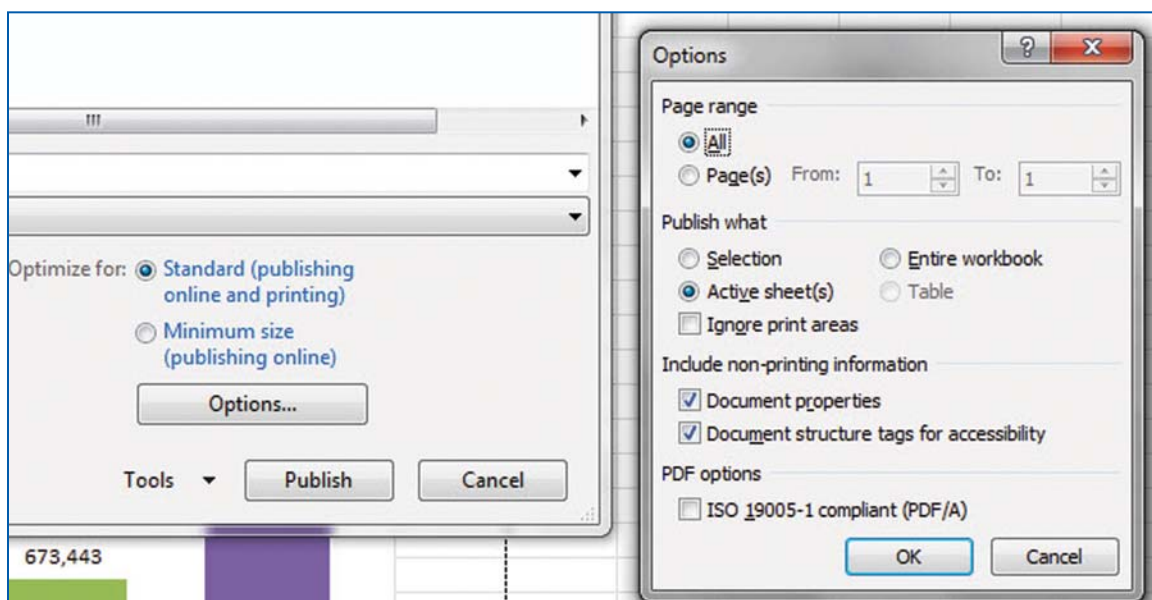 Optimize for: Standard (publishing
online and printing)
Minimum size
(publishing online)
Options...
Tools Publish Cancel
673,443
Options
Page range
All
Page(s) From: 1 To: 1
Publish what
Selection Entire workbook
Active sheet(s) Table
Ignore print areas
Include non-printing information
Document properties
Document structure tags for accessibility
PDF options
ISO 19005-1 compliant (PDF/A)
OK Cancel